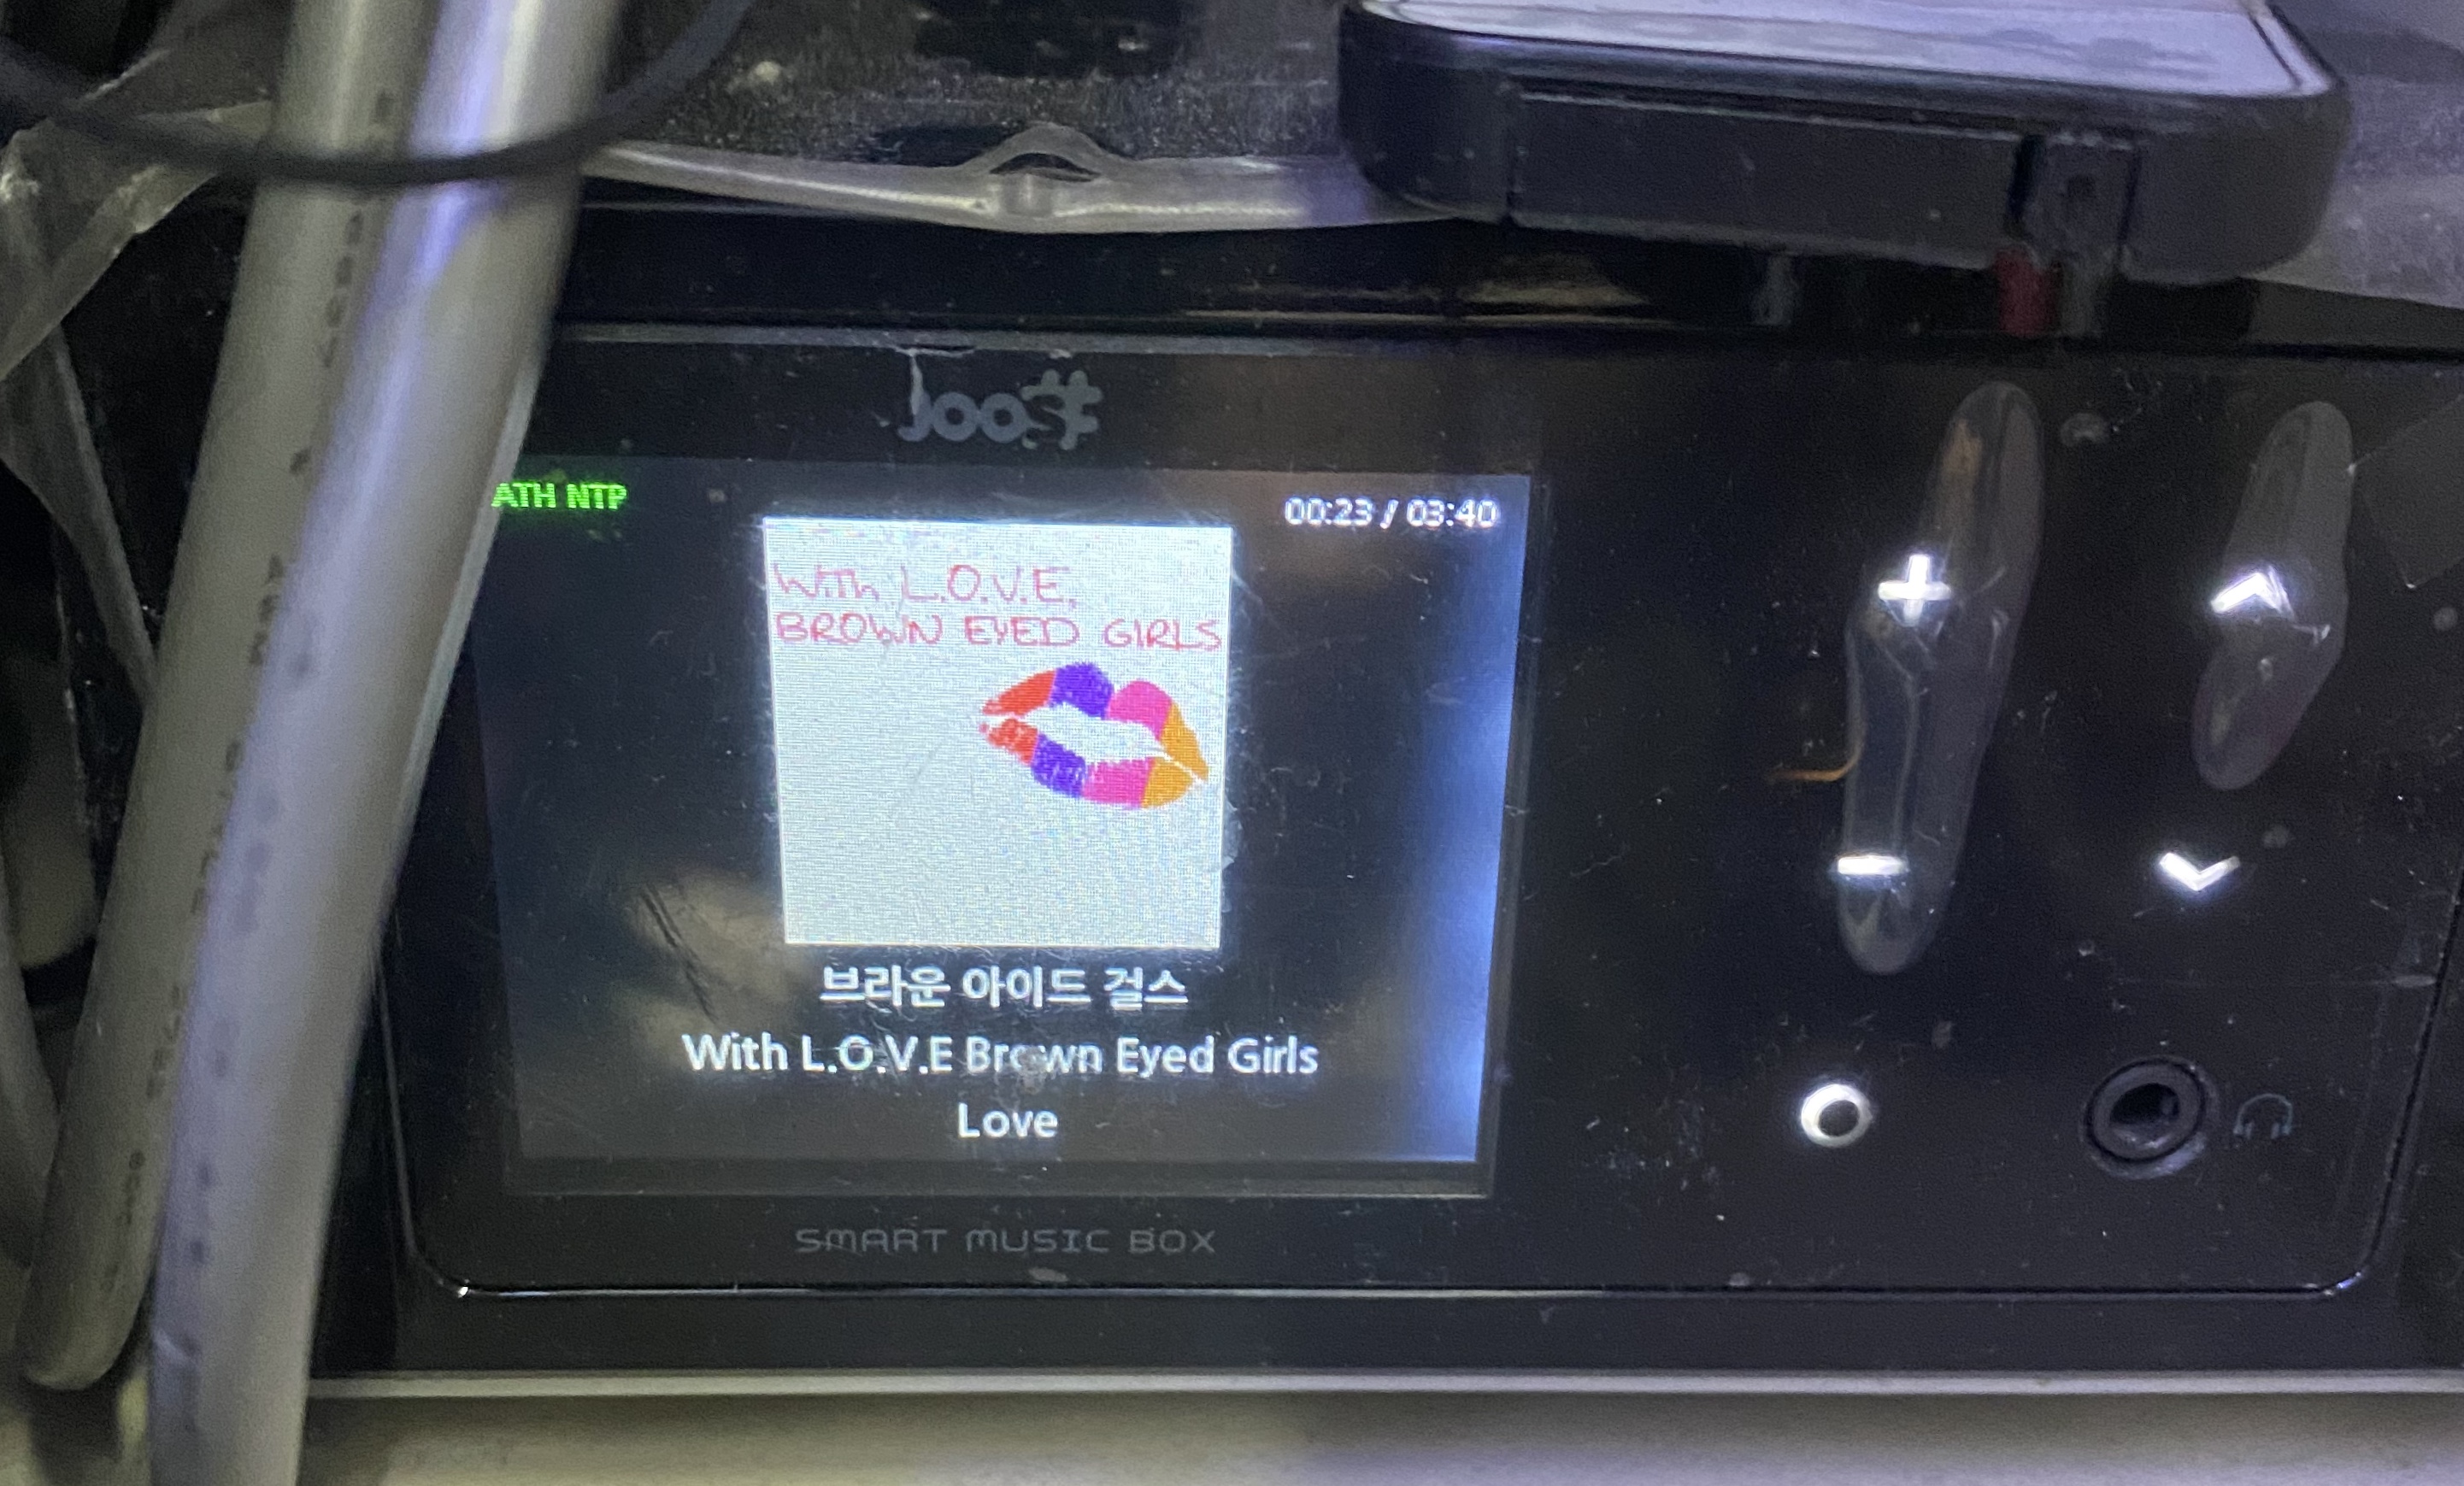 Joos#
ATH NTP
00:23 / 03:40
With L.O.V.E.
BROWN EYED GIRLS
브라운 아이드 걸스
With L.O.V.E Brown Eyed Girls
Love
SMART MUSIC BOX